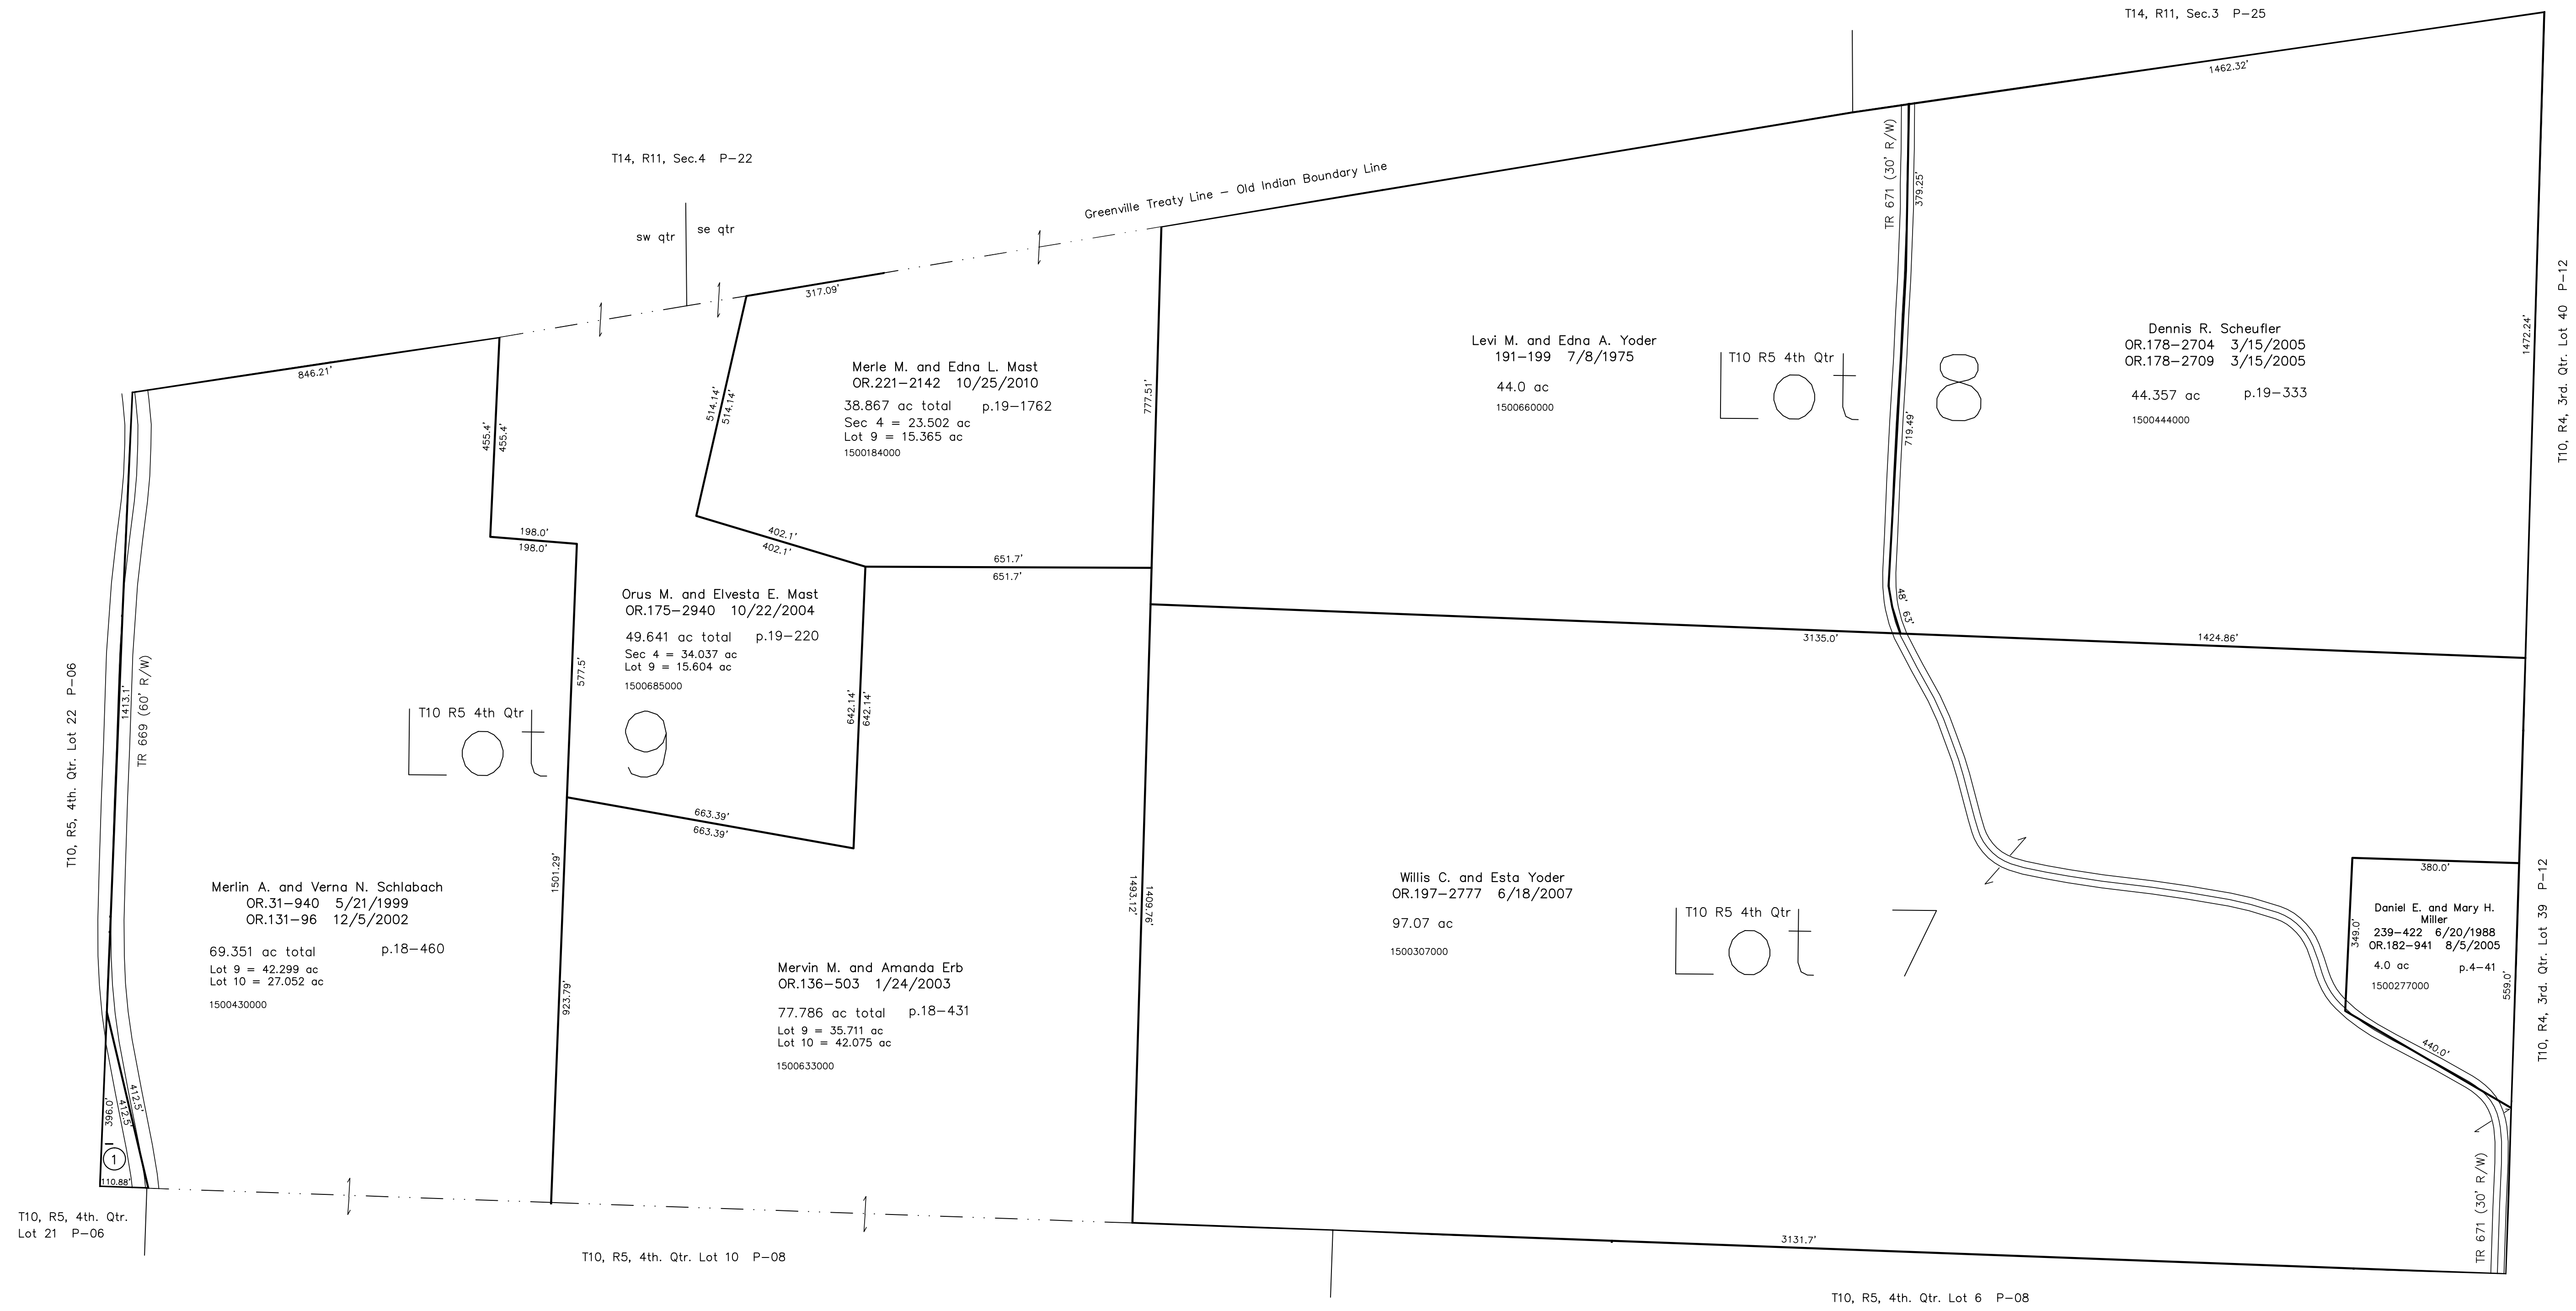 T14, R11, Sec.3 P-25
1462.32'
T14, R11, Sec.4 P-22
sw qtr
se qtr
Greenville Treaty Line - Old Indian Boundary Line
TR 671 (30' R/W)
379.25'
719.49'
48'
63'
1472.24'
T10, R4, 3rd. Qtr. Lot 40 P-12
846.21'
317.09'
455.4'
455.4'
514.14'
514.14'
777.51'
Merle M. and Edna L. Mast
OR.221-2142 10/25/2010
38.867 ac total p.19-1762
Sec 4 = 23.502 ac
Lot 9 = 15.365 ac
1500184000
Levi M. and Edna A. Yoder
191-199 7/8/1975
44.0 ac
1500660000
T10 R5 4th Qtr
Lot 8
Dennis R. Scheufler
OR.178-2704 3/15/2005
OR.178-2709 3/15/2005
44.357 ac p.19-333
1500444000
198.0'
198.0'
402.1'
402.1'
651.7'
651.7'
3135.0'
1424.86'
Orus M. and Elvesta E. Mast
OR.175-2940 10/22/2004
49.641 ac total p.19-220
Sec 4 = 34.037 ac
Lot 9 = 15.604 ac
1500685000
577.5'
642.14'
642.14'
T10, R5, 4th. Qtr. Lot 22 P-06
1413.1'
TR 669 (60' R/W)
T10 R5 4th Qtr
Lot 9
663.39'
663.39'
1501.29'
923.79'
1493.12'
1409.76'
Merlin A. and Verna N. Schlabach
OR.31-940 5/21/1999
OR.131-96 12/5/2002
69.351 ac total p.18-460
Lot 9 = 42.299 ac
Lot 10 = 27.052 ac
1500430000
Mervin M. and Amanda Erb
OR.136-503 1/24/2003
77.786 ac total p.18-431
Lot 9 = 35.711 ac
Lot 10 = 42.075 ac
1500633000
Willis C. and Esta Yoder
OR.197-2777 6/18/2007
97.07 ac
1500307000
T10 R5 4th Qtr
Lot 7
380.0'
349.0'
Daniel E. and Mary H.
Miller
239-422 6/20/1988
OR.182-941 8/5/2005
4.0 ac p.4-41
1500277000
559.0'
440.0'
T10, R4, 3rd. Qtr. Lot 39 P-12
396.0'
412.5'
412.5'
1
110.88'
TR 671 (30' R/W)
T10, R5, 4th. Qtr.
Lot 21 P-06
T10, R5, 4th. Qtr. Lot 10 P-08
3131.7'
T10, R5, 4th. Qtr. Lot 6 P-08